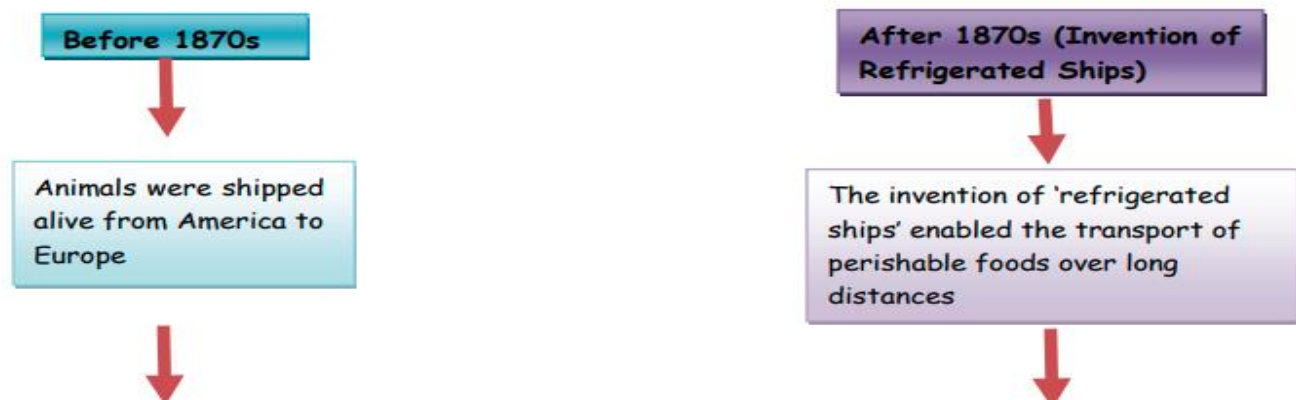 Before 1870s
Animals were shipped
alive from America to
Europe
After 1870s (Invention of
Refrigerated Ships)
The invention of ‘refrigerated
ships’ enabled the transport of
perishable foods over long
distances